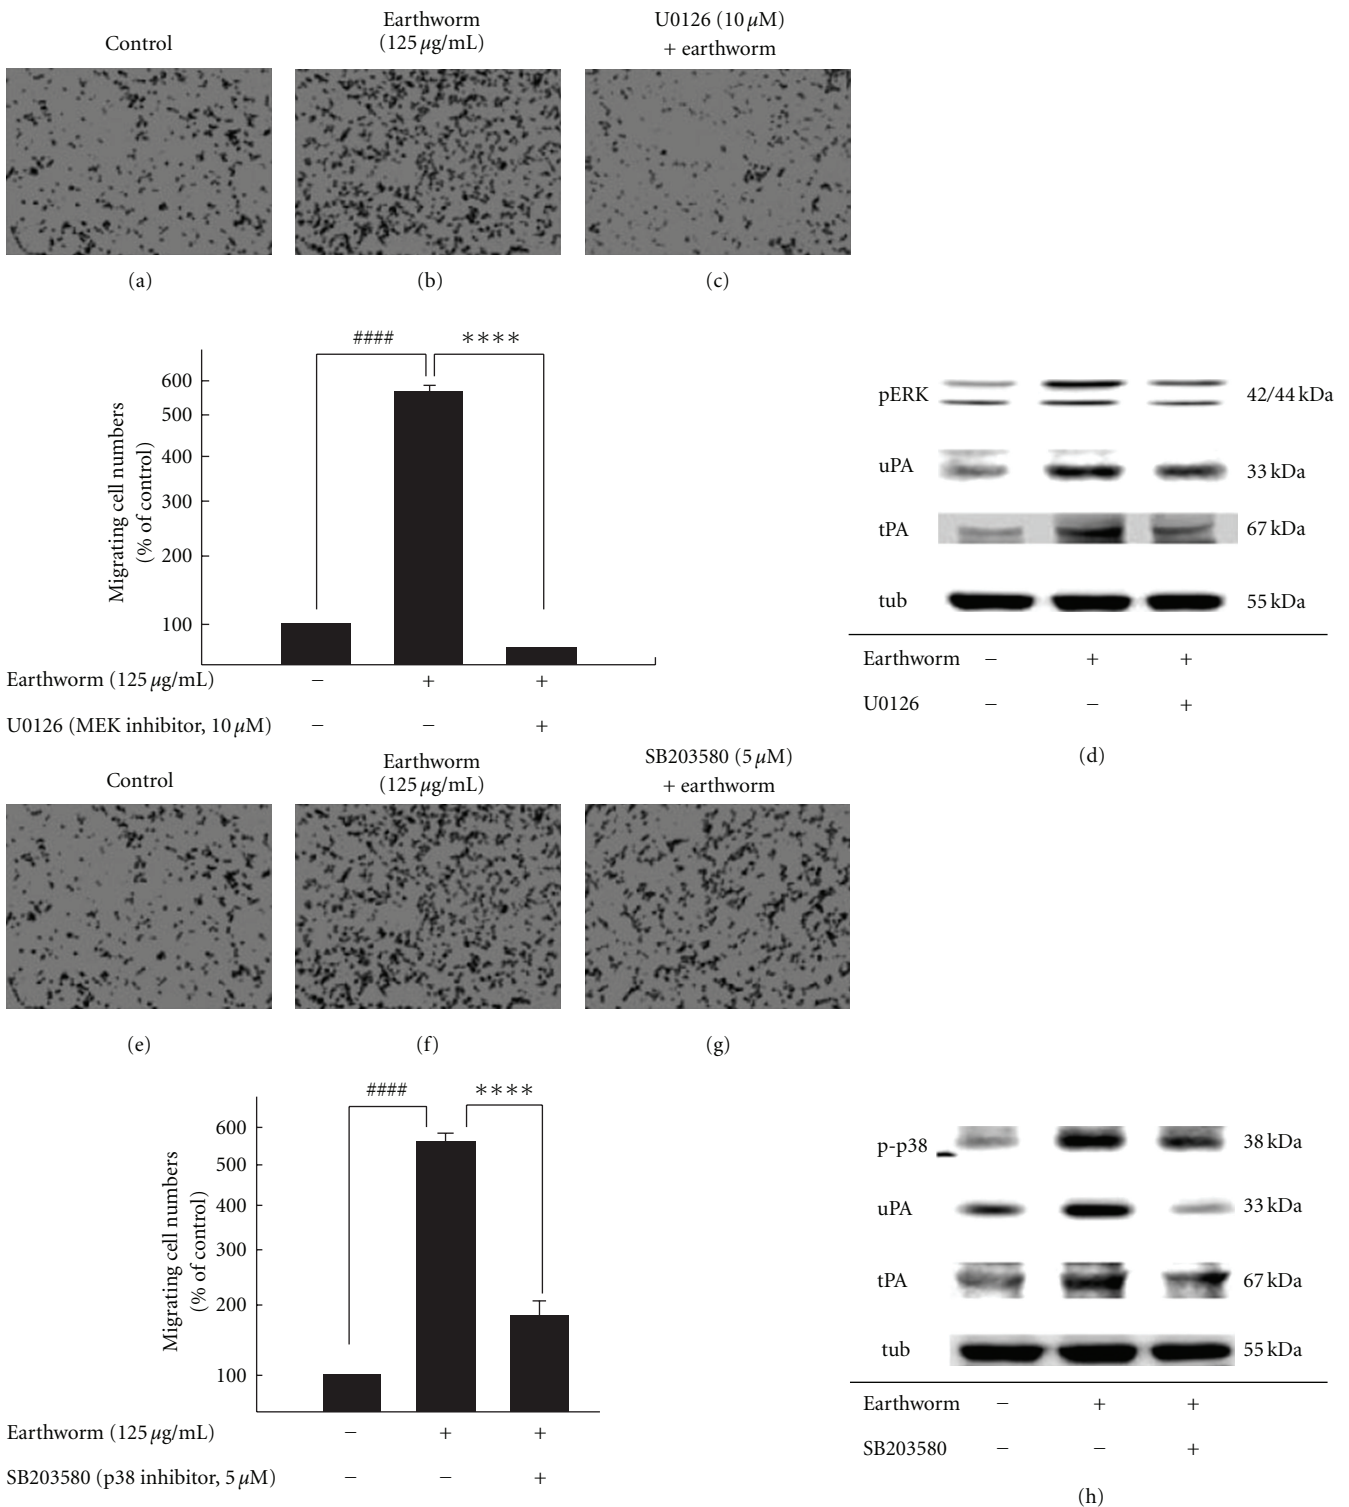 Control
Earthworm
(125 μg/mL)
U0126 (10 μM)
+ earthworm
(a)
(b)
(c)
####
****
Migrating cell numbers
(% of control)
600
500
400
300
200
100
Earthworm (125 μg/mL) − + +
U0126 (MEK inhibitor, 10 μM) − − +
pERK 42/44 kDa
uPA 33 kDa
tPA 67 kDa
tub 55 kDa
Earthworm − + +
U0126 − − +
(d)
Control
Earthworm
(125 μg/mL)
SB203580 (5 μM)
+ earthworm
(e)
(f)
(g)
####
****
Migrating cell numbers
(% of control)
600
500
400
300
200
100
Earthworm (125 μg/mL) − + +
SB203580 (p38 inhibitor, 5 μM) − − +
p-p38 38 kDa
uPA 33 kDa
tPA 67 kDa
tub 55 kDa
Earthworm − + +
SB203580 − − +
(h)